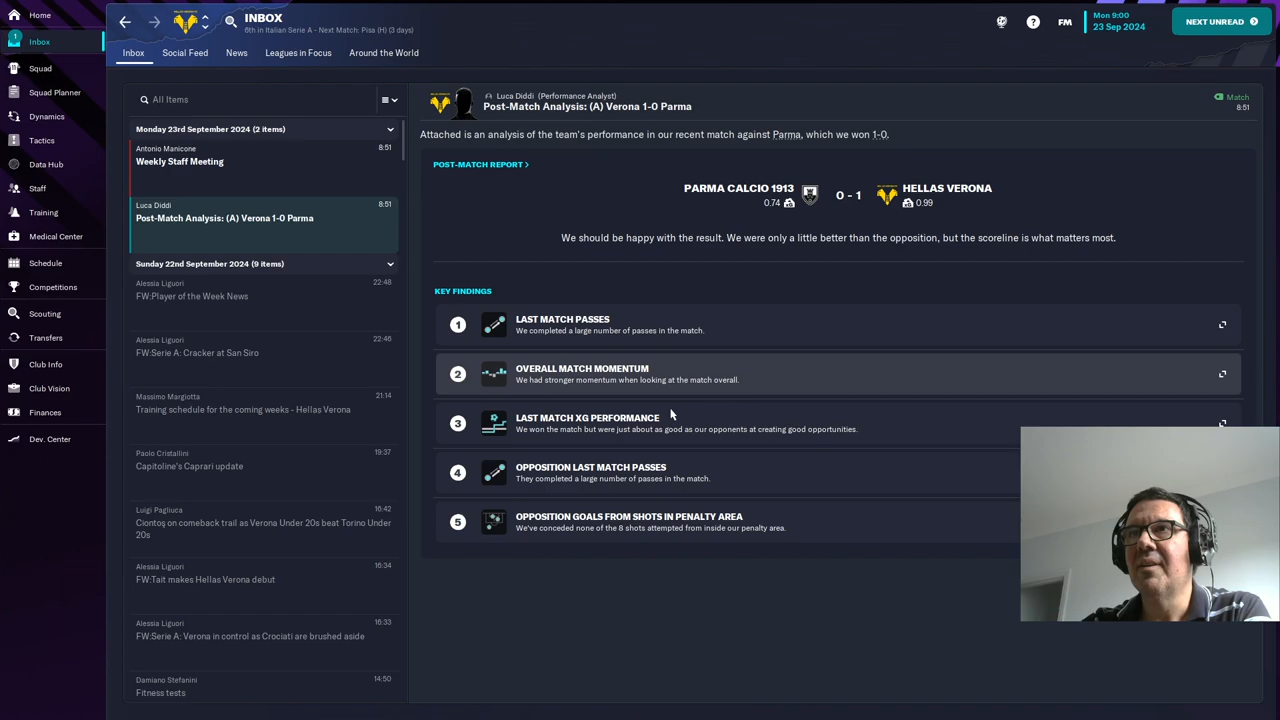 Home
INBOX
6th in Italian Serie A - Next Match: Pisa (H) (3 days)
FM
Mon 9:00
23 Sep 2024
NEXT UNREAD
1
Inbox
Squad
Squad Planner
Dynamics
Tactics
Data Hub
Staff
Training
Medical Center
Schedule
Competitions
Scouting
Transfers
Club Info
Club Vision
Finances
Dev. Center
Inbox
Social Feed
News
Leagues in Focus
Around the World
All Items
Monday 23rd September 2024 (2 items)
Antonio Manicone
8:51
Weekly Staff Meeting
Luca Diddi
8:51
Post-Match Analysis: (A) Verona 1-0 Parma
Sunday 22nd September 2024 (9 items)
Alessia Liguori
22:48
FW:Player of the Week News
Alessia Liguori
22:46
FW:Serie A: Cracker at San Siro
Massimo Margiotta
21:14
Training schedule for the coming weeks - Hellas Verona
Paolo Cristallini
19:37
Capitoline's Caprari update
Luigi Pagliuca
16:42
Cionțoș on comeback trail as Verona Under 20s beat Torino Under
20s
Alessia Liguori
16:34
FW:Tait makes Hellas Verona debut
Alessia Liguori
16:33
FW:Serie A: Verona in control as Crociati are brushed aside
Damiano Stefanini
14:50
Fitness tests
Luca Diddi (Performance Analyst)
Post-Match Analysis: (A) Verona 1-0 Parma
Match
8:51
Attached is an analysis of the team's performance in our recent match against Parma, which we won 1-0.
POST-MATCH REPORT >
PARMA CALCIO 1913
0 - 1
HELLAS VERONA
0.74 xG
xG 0.99
We should be happy with the result. We were only a little better than the opposition, but the scoreline is what matters most.
KEY FINDINGS
1
LAST MATCH PASSES
We completed a large number of passes in the match.
2
OVERALL MATCH MOMENTUM
We had stronger momentum when looking at the match overall.
3
LAST MATCH XG PERFORMANCE
We won the match but were just about as good as our opponents at creating good opportunities.
4
OPPOSITION LAST MATCH PASSES
They completed a large number of passes in the match.
5
OPPOSITION GOALS FROM SHOTS IN PENALTY AREA
We've conceded none of the 8 shots attempted from inside our penalty area.